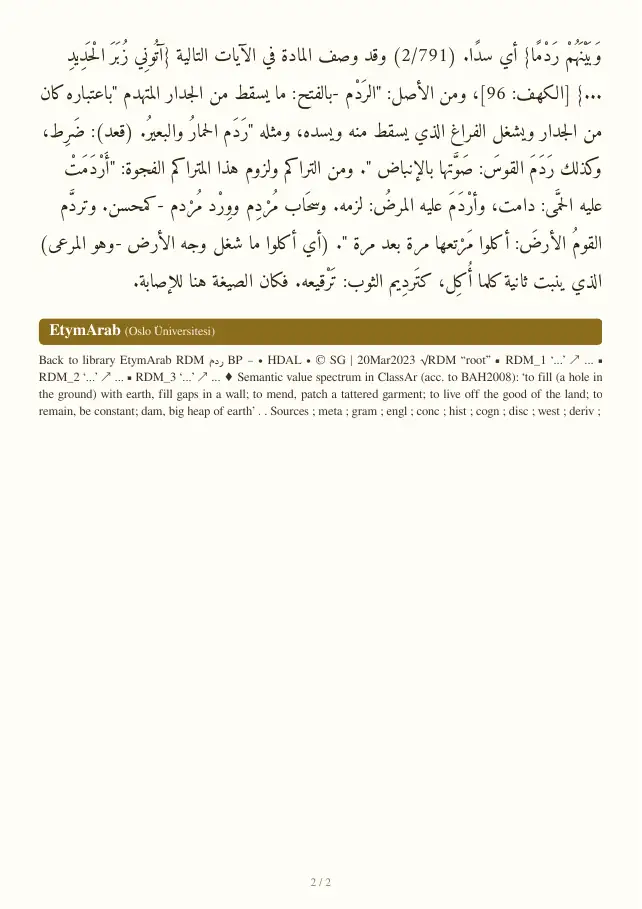 وَبَيْنَهُمْ رَدْمًا} أي سدًا. (2/791) وقد وصف المادة في الآيات التالية {آتُونِي زُبَرَ الْحَدِيدِ
...} [الكهف: 96]، ومن الأصل: "الرَدْم -بالفتح: ما يسقط من الجدار المتهدم "باعتباره كان
من الجدار ويشغل الفراغ الذي يسقط منه ويسده، ومثله "رَدَم الحمارُ والبعيرُ. (قعد): ضَرِط،
وكذلك رَدَمَ القوسَ: صَوَّتها بالإنباض ". ومن التراكم ولزوم هذا المتراكم الفجوة: "أَرْدَمَتْ
عليه الحمَّى: دامت، وأرْدَمَ عليه المرضُ: لزمه. وسحَاب مُرْدِم ووِرْد مُرْدم -كمحسن. وتردَّم
القومُ الأرضَ: أكلوا مَرْتعها مرة بعد مرة ". (أي أكلوا ما شغل وجه الأرض -وهو المرعى)
الذي ينبت ثانية كلما أُكِل، كتَردِيم الثوب: تَرْقيعه. فكان الصيغة هنا للإصابة.
EtymArab (Oslo Üniversitesi)
Back to library EtymArab RDM ردم BP – • HDAL • © SG | 20Mar2023 √RDM “root” ▪ RDM_1 ‘...’ ↗ ... ▪
RDM_2 ‘...’ ↗ ... ▪ RDM_3 ‘...’ ↗ ... ♦ Semantic value spectrum in ClassAr (acc. to BAH2008): ‘to fill (a hole in
the ground) with earth, fill gaps in a wall; to mend, patch a tattered garment; to live off the good of the land; to
remain, be constant; dam, big heap of earth’ . . Sources ; meta ; gram ; engl ; conc ; hist ; cogn ; disc ; west ; deriv ;
2 / 2